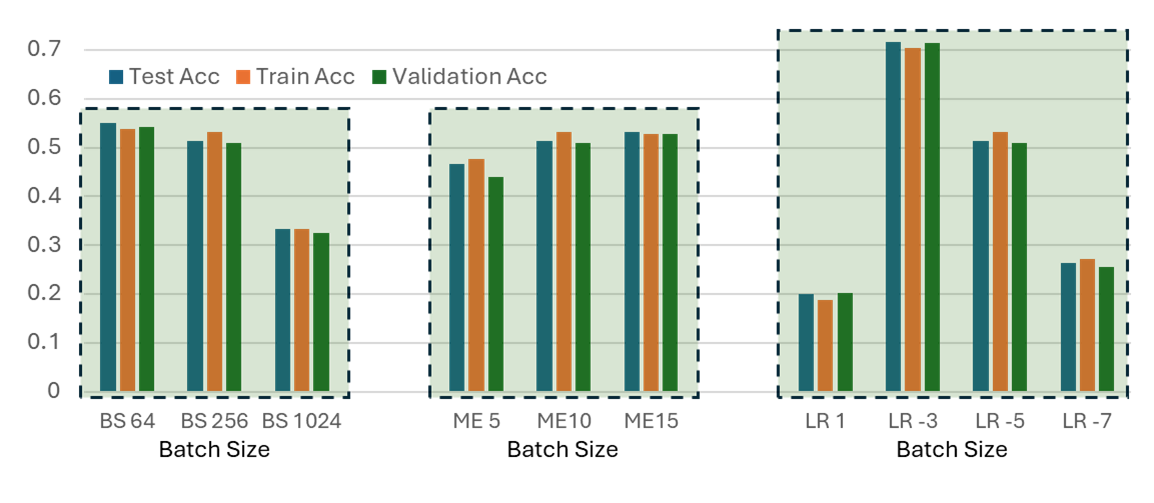 0.7
Test Acc Train Acc Validation Acc
0.6
0.5
0.4
0.3
0.2
0.1
0
BS 64 BS 256 BS 1024 ME 5 ME10 ME15 LR 1 LR -3 LR -5 LR -7
Batch Size Batch Size Batch Size